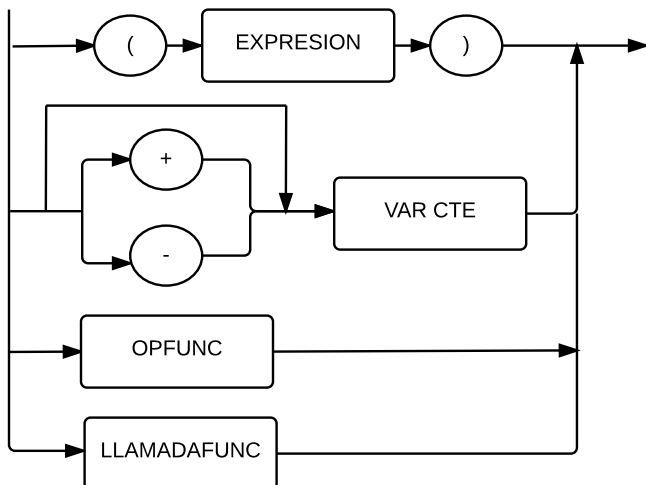 ( EXPRESION )
+
VAR CTE
-
OPFUNC
LLAMADAFUNC